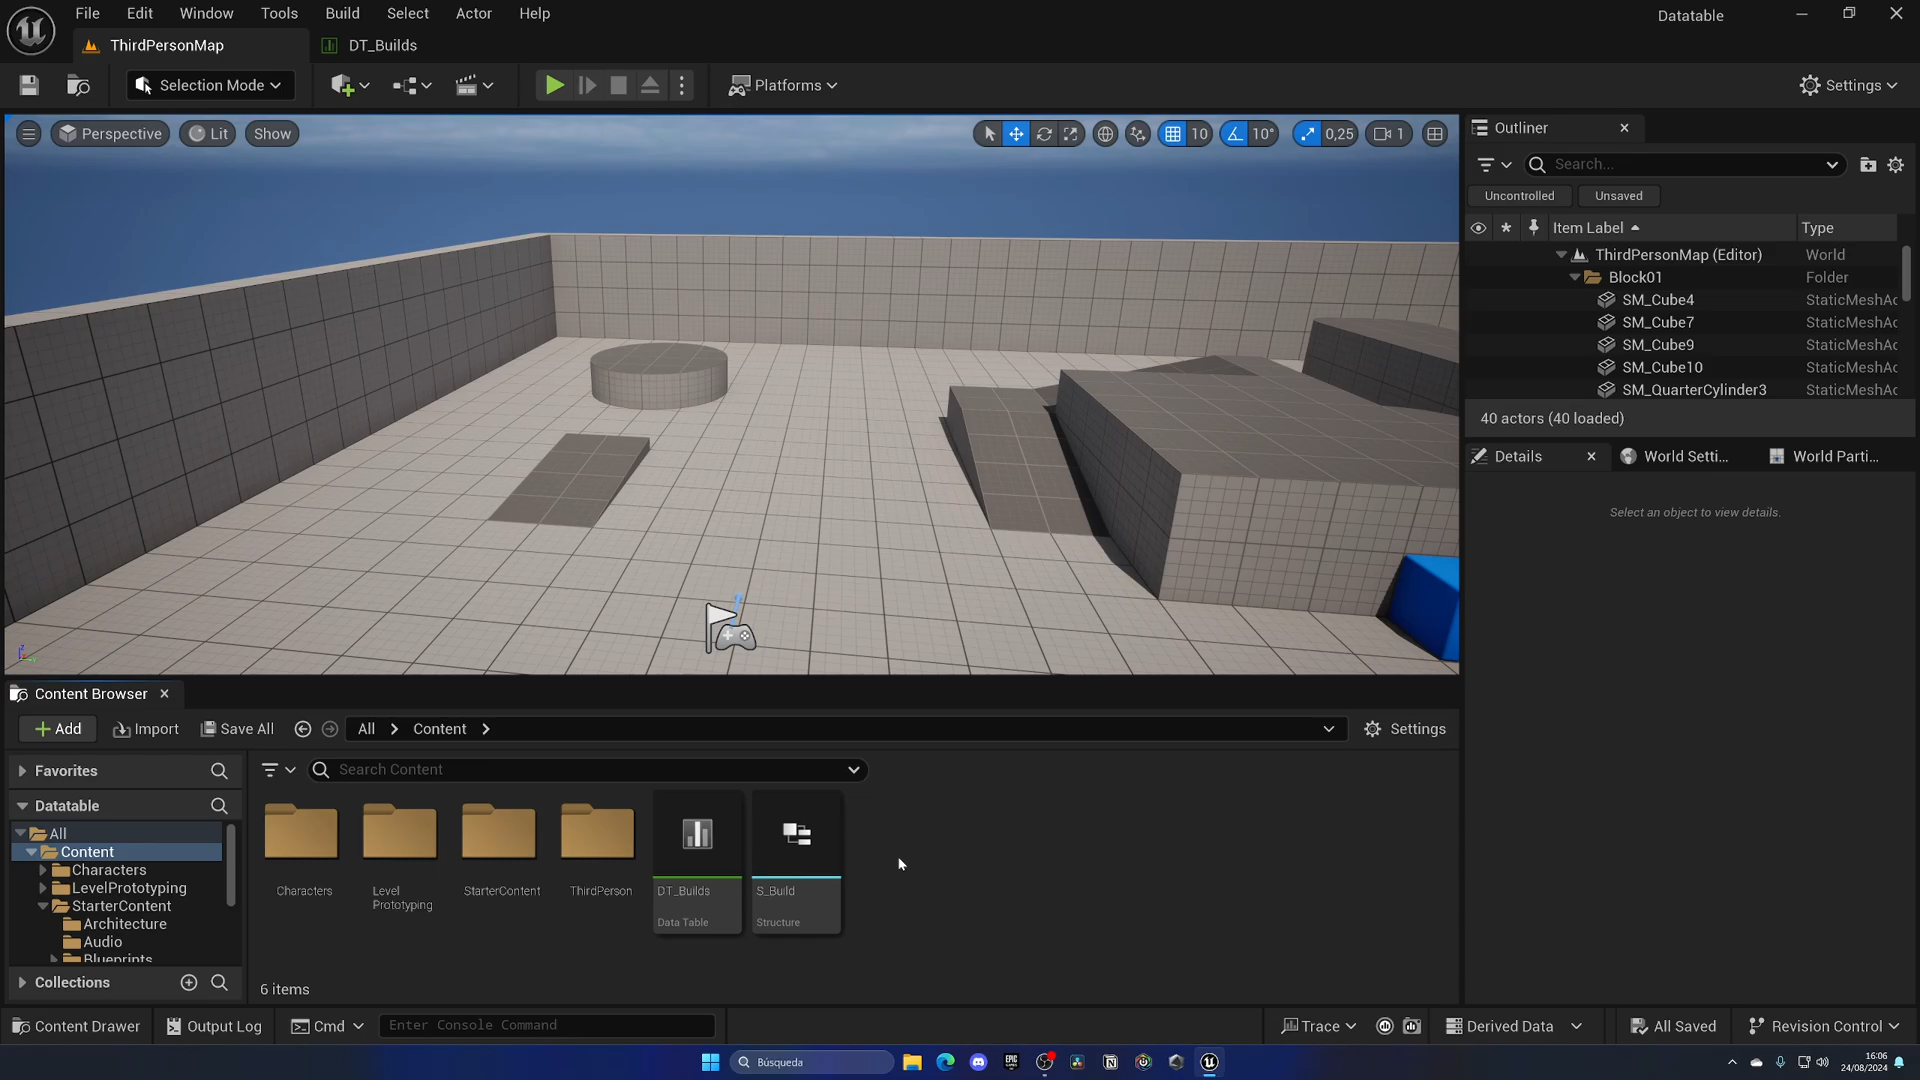 File Edit Window Tools Build Select Actor Help
Datatable
ThirdPersonMap
DT_Builds
Selection Mode
Platforms
Settings
Perspective
Lit
Show
10
10°
0,25
1
Outliner
Search...
Uncontrolled
Unsaved
Item Label
Type
ThirdPersonMap (Editor) World
Block01 Folder
SM_Cube4 StaticMeshAc
SM_Cube7 StaticMeshAc
SM_Cube9 StaticMeshAc
SM_Cube10 StaticMeshAc
SM_QuarterCylinder3 StaticMeshAc
40 actors (40 loaded)
Details
World Setti...
World Parti...
Select an object to view details.
Content Browser
Add
Import
Save All
All
Content
Settings
Favorites
Search Content
Datatable
All
Content
Characters
LevelPrototyping
StarterContent
Architecture
Audio
Blueprints
Collections
Characters
Level
Prototyping
StarterContent
ThirdPerson
DT_Builds
Data Table
S_Build
Structure
6 items
Content Drawer
Output Log
Cmd
Enter Console Command
Trace
Derived Data
All Saved
Revision Control
Búsqueda
EPIC
GAMES
16:06
24/08/2024